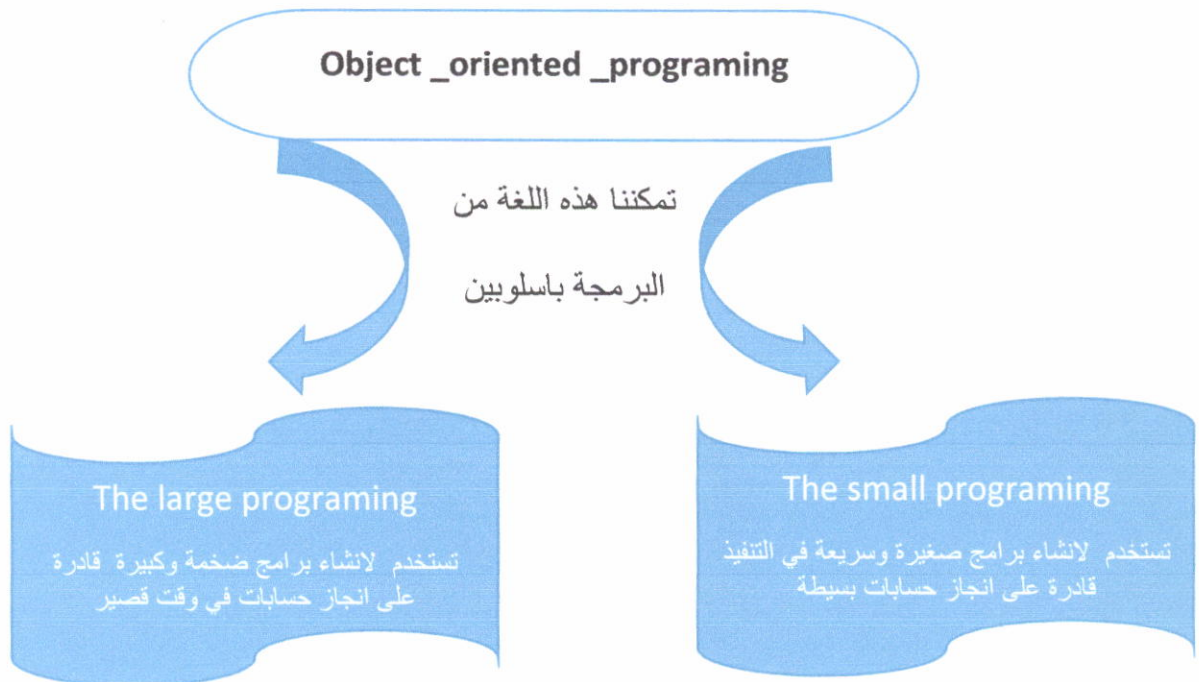 Object _oriented _programing
تمكننا هذه اللغة من
البرمجة باسلوبين
The large programing
تستخدم لانشاء برامج ضخمة وكبيرة قادرة
على انجاز حسابات في وقت قصير
The small programing
تستخدم لانشاء برامج صغيرة وسريعة في التنفيذ
قادرة على انجاز حسابات بسيطة